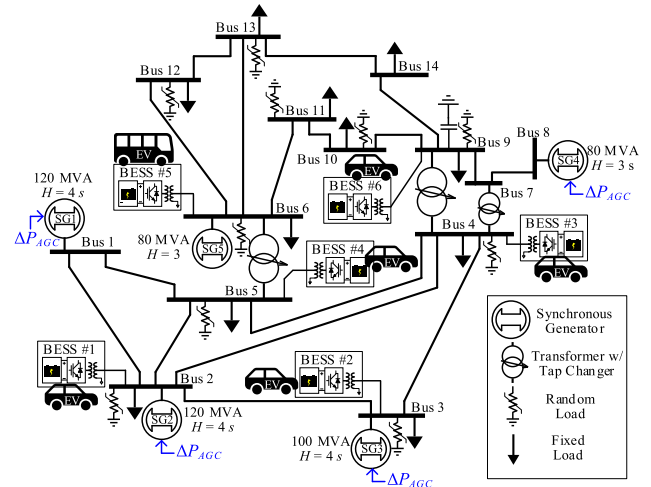 Bus 13
Bus 12
Bus 14
Bus 11
Bus 10
Bus 9
Bus 8
80 MVA
H = 3 s
SG4
ΔP_AGC
Bus 7
EV
BESS #5
EV
BESS #6
120 MVA
H = 4 s
SG1
ΔP_AGC
Bus 1
Bus 6
80 MVA
H = 3
SG5
Bus 4
BESS #3
EV
BESS #4
EV
Bus 5
BESS #1
EV
Bus 2
SG2
120 MVA
H = 4 s
ΔP_AGC
BESS #2
EV
Bus 3
100 MVA
H = 4 s
SG3
ΔP_AGC
Synchronous
Generator
Transformer w/
Tap Changer
Random
Load
Fixed
Load